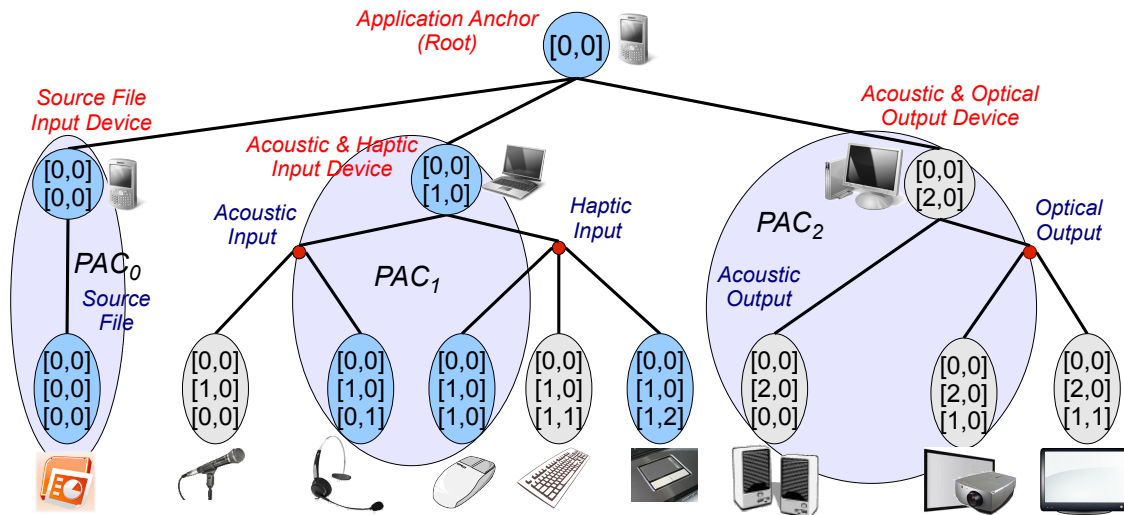 Application Anchor
(Root)
[0,0]
Source File
Input Device
Acoustic & Haptic
Input Device
Acoustic & Optical
Output Device
[0,0]
[0,0]
[0,0]
[1,0]
[0,0]
[2,0]
Acoustic
Input
Haptic
Input
Optical
Output
PAC0
Source
File
PAC1
PAC2
Acoustic
Output
[0,0]
[0,0]
[0,0]
[0,0]
[1,0]
[0,0]
[0,0]
[1,0]
[0,1]
[0,0]
[1,0]
[1,0]
[0,0]
[1,0]
[1,1]
[0,0]
[1,0]
[1,2]
[0,0]
[2,0]
[0,0]
[0,0]
[2,0]
[1,0]
[0,0]
[2,0]
[1,1]